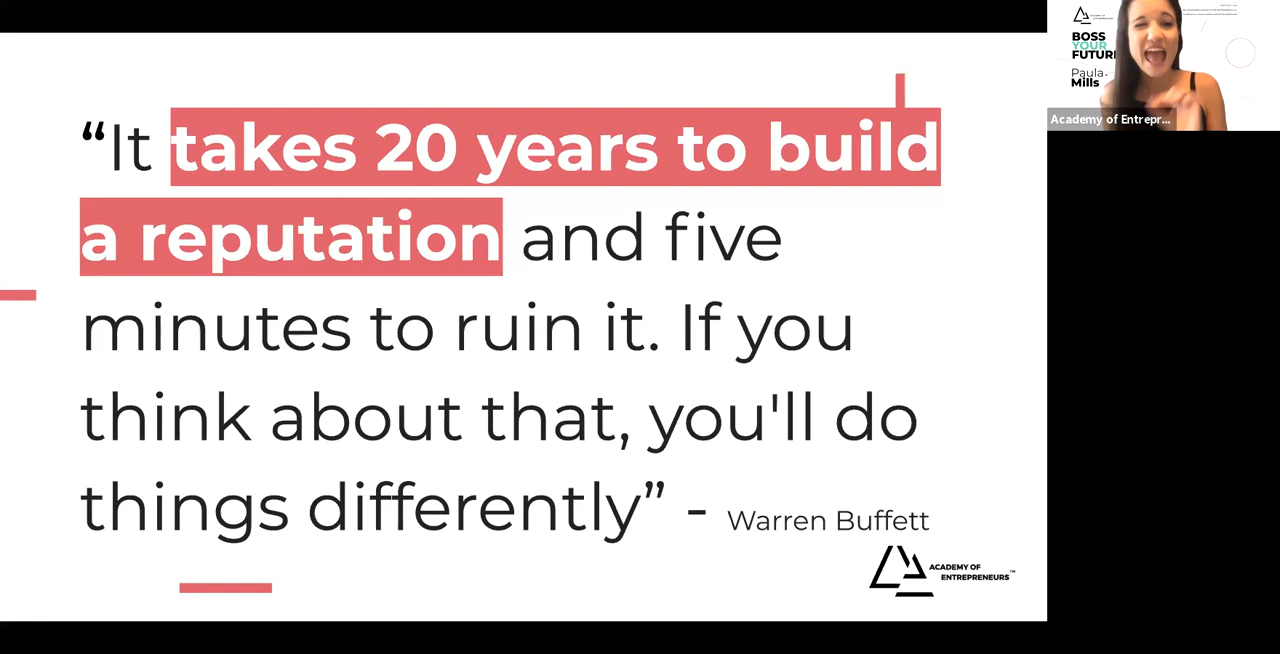 “It takes 20 years to build
a reputation and five
minutes to ruin it. If you
think about that, you'll do
things differently” - Warren Buffett
ACADEMY OF
ENTREPRENEURS™
BOSS
YOUR
FUTURE
Paula
Mills
Academy of Entrepr...